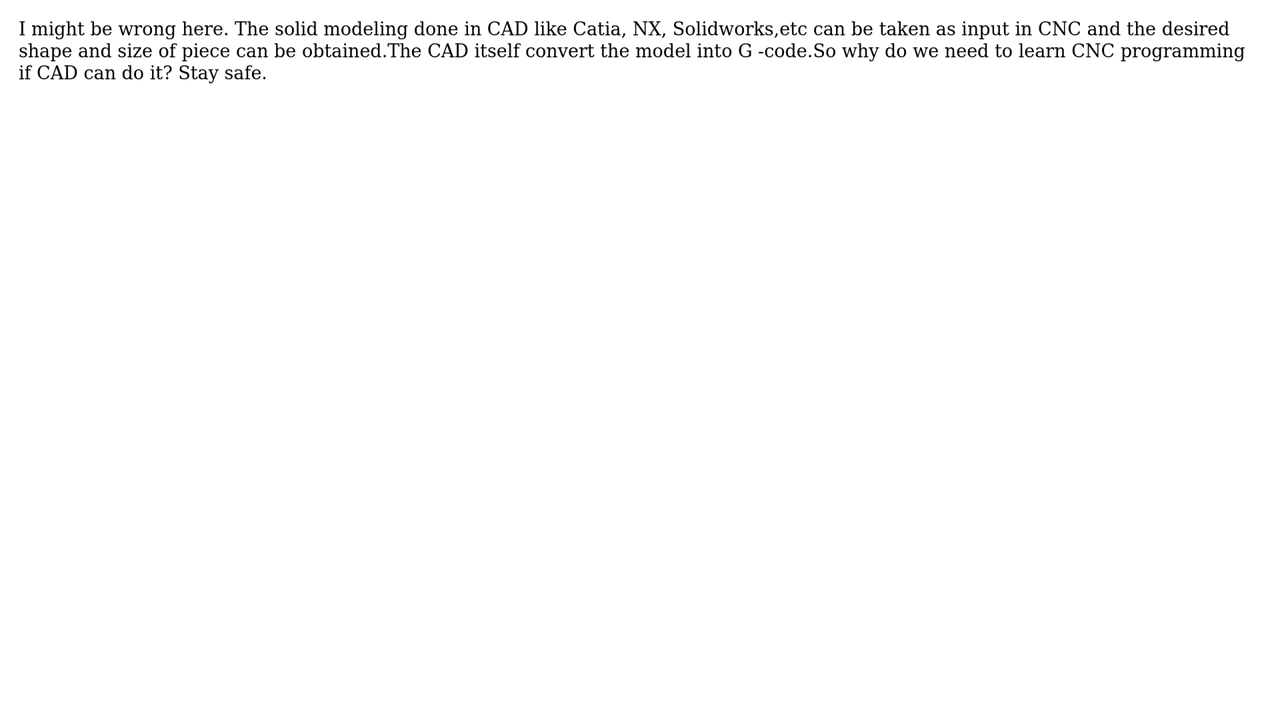 I might be wrong here. The solid modeling done in CAD like Catia, NX, Solidworks,etc can be taken as input in CNC and the desired
shape and size of piece can be obtained.The CAD itself convert the model into G -code.So why do we need to learn CNC programming
if CAD can do it? Stay safe.